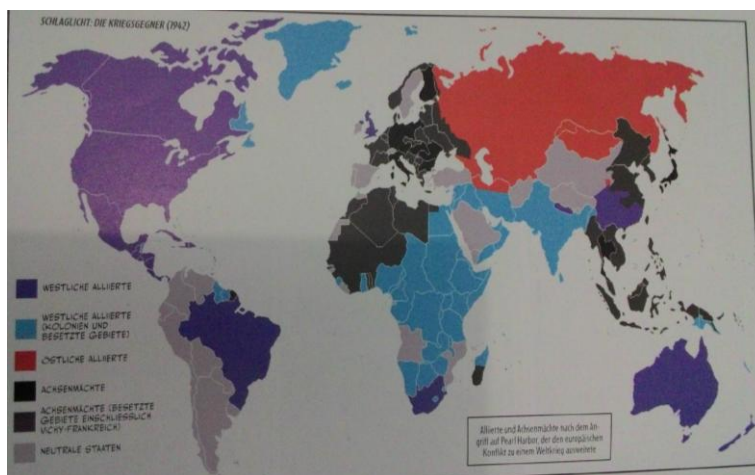 SCHLAGLICHT: DIE KRIEGSGEGNER (1942)
WESTLICHE ALLIIERTE
WESTLICHE ALLIIERTE
(KOLONIEN UND
BESETZTE GEBIETE)
ÖSTLICHE ALLIIERTE
ACHSENMÄCHTE
ACHSENMÄCHTE (BESETZTE
GEBIETE EINSCHLIESSLICH
VICHY-FRANKREICH)
NEUTRALE STAATEN
Alliierte und Achsenmächte nach dem An-
griff auf Pearl Harbor, der den europäischen
Konflikt zu einem Weltkrieg ausweitete